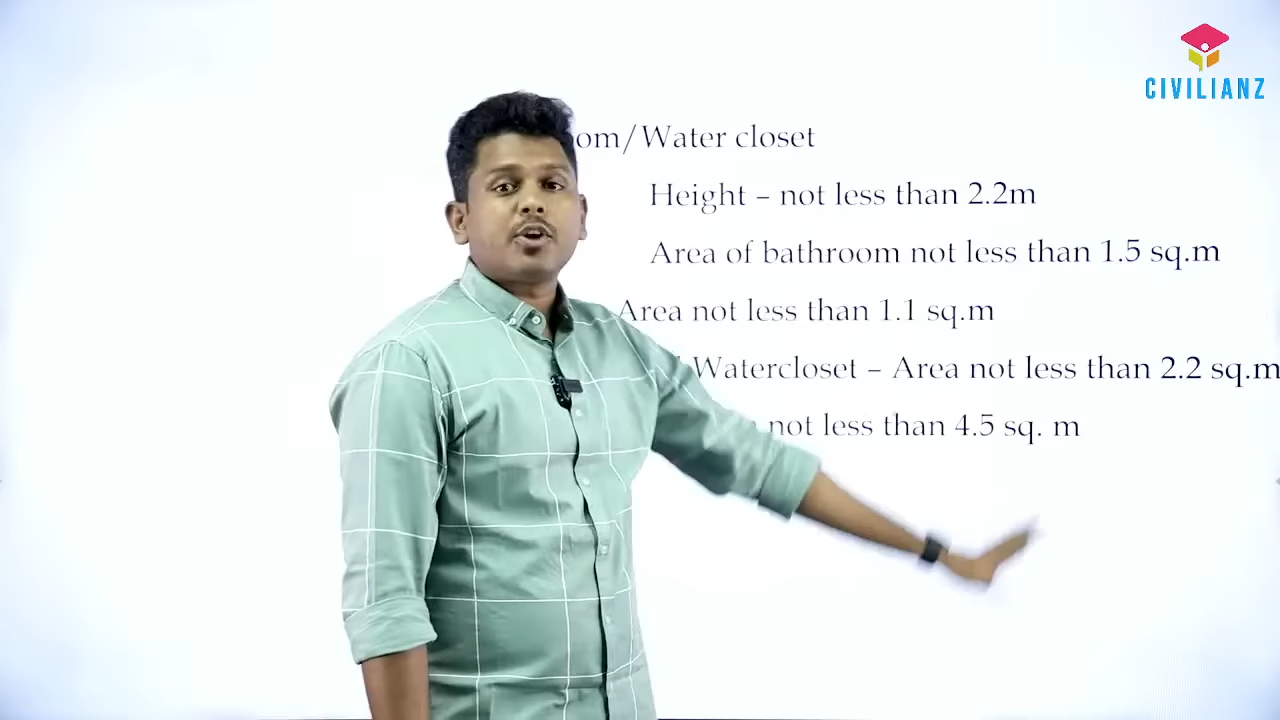 CIVILIANZ
om/Water closet
Height – not less than 2.2m
Area of bathroom not less than 1.5 sq.m
Area not less than 1.1 sq.m
Watercloset – Area not less than 2.2 sq.m
not less than 4.5 sq. m